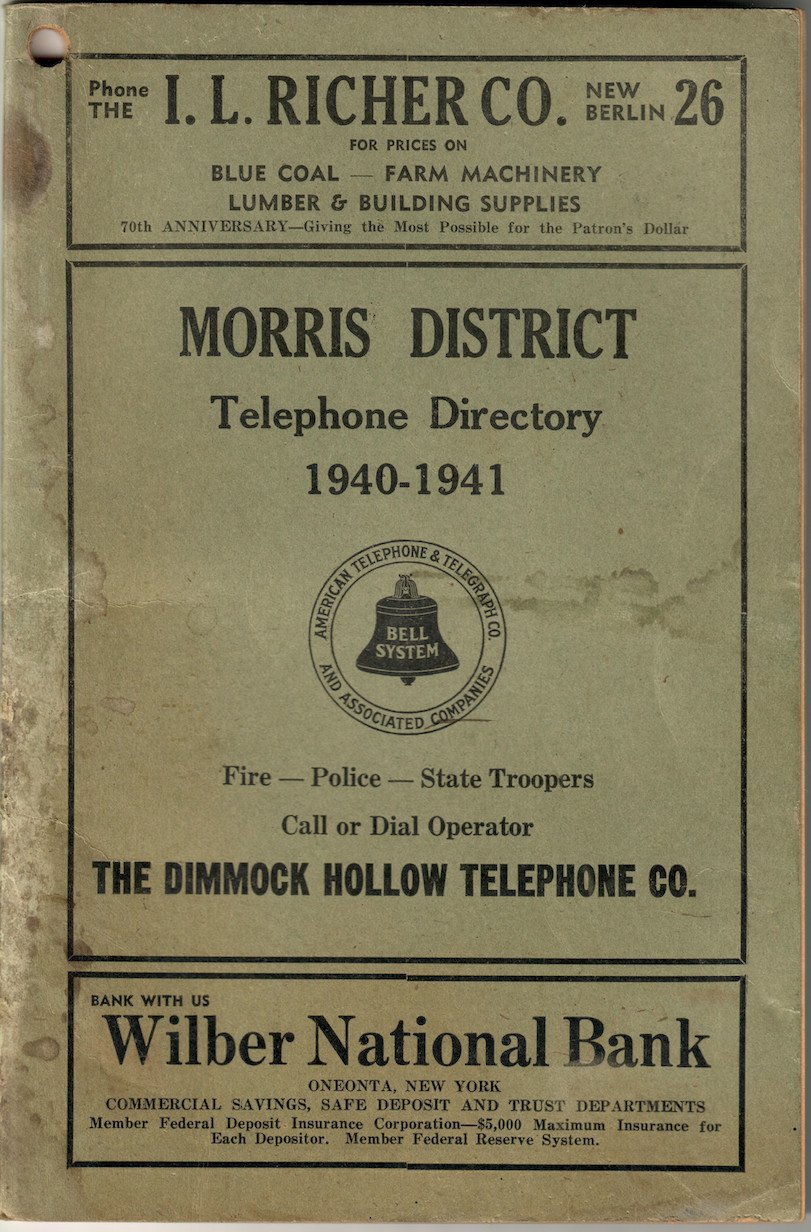 Phone THE I. L. RICHER CO. NEW BERLIN 26
FOR PRICES ON
BLUE COAL — FARM MACHINERY
LUMBER & BUILDING SUPPLIES
70th ANNIVERSARY—Giving the Most Possible for the Patron's Dollar
MORRIS DISTRICT
Telephone Directory
1940-1941
AMERICAN TELEPHONE & TELEGRAPH CO.
BELL
SYSTEM
AND ASSOCIATED COMPANIES
Fire — Police — State Troopers
Call or Dial Operator
THE DIMMOCK HOLLOW TELEPHONE CO.
BANK WITH US
Wilber National Bank
ONEONTA, NEW YORK
COMMERCIAL SAVINGS, SAFE DEPOSIT AND TRUST DEPARTMENTS
Member Federal Deposit Insurance Corporation—$5,000 Maximum Insurance for
Each Depositor. Member Federal Reserve System.